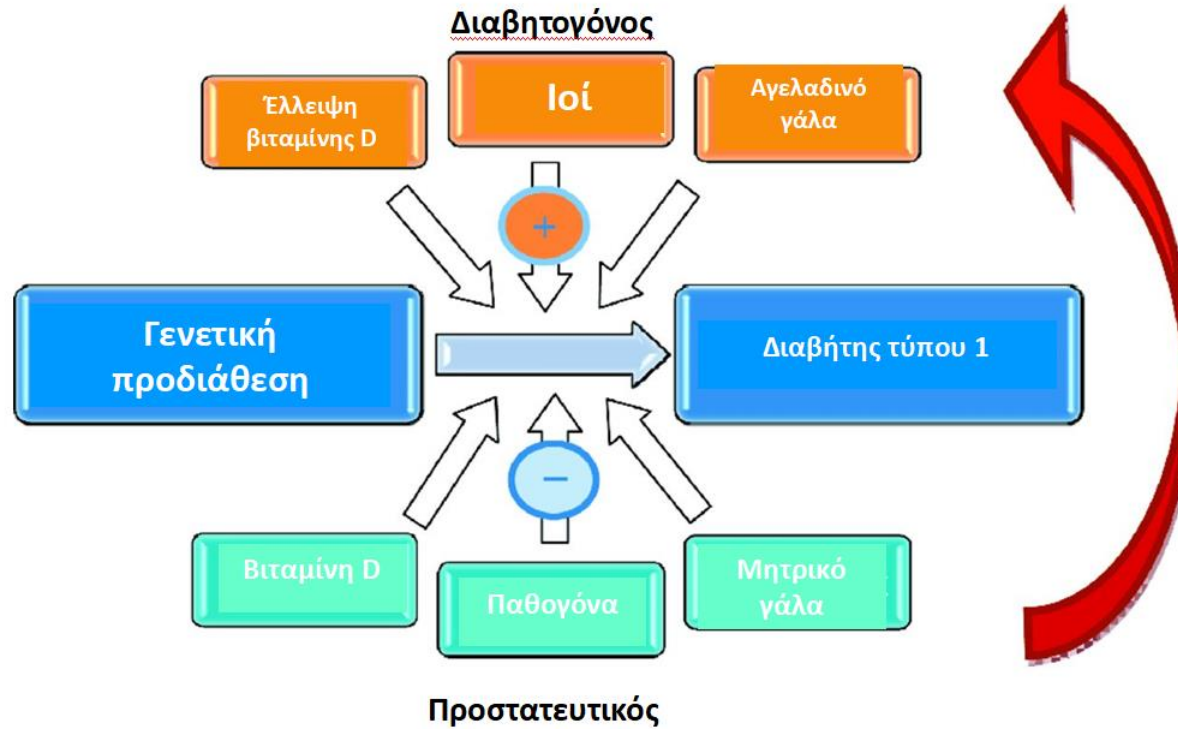 Διαβητογόνος
Έλλειψη
βιταμίνης D
Ιοί
Αγελαδινό
γάλα
+
Γενετική
προδιάθεση
Διαβήτης τύπου 1
−
Βιταμίνη D
Παθογόνα
Μητρικό
γάλα
Προστατευτικός